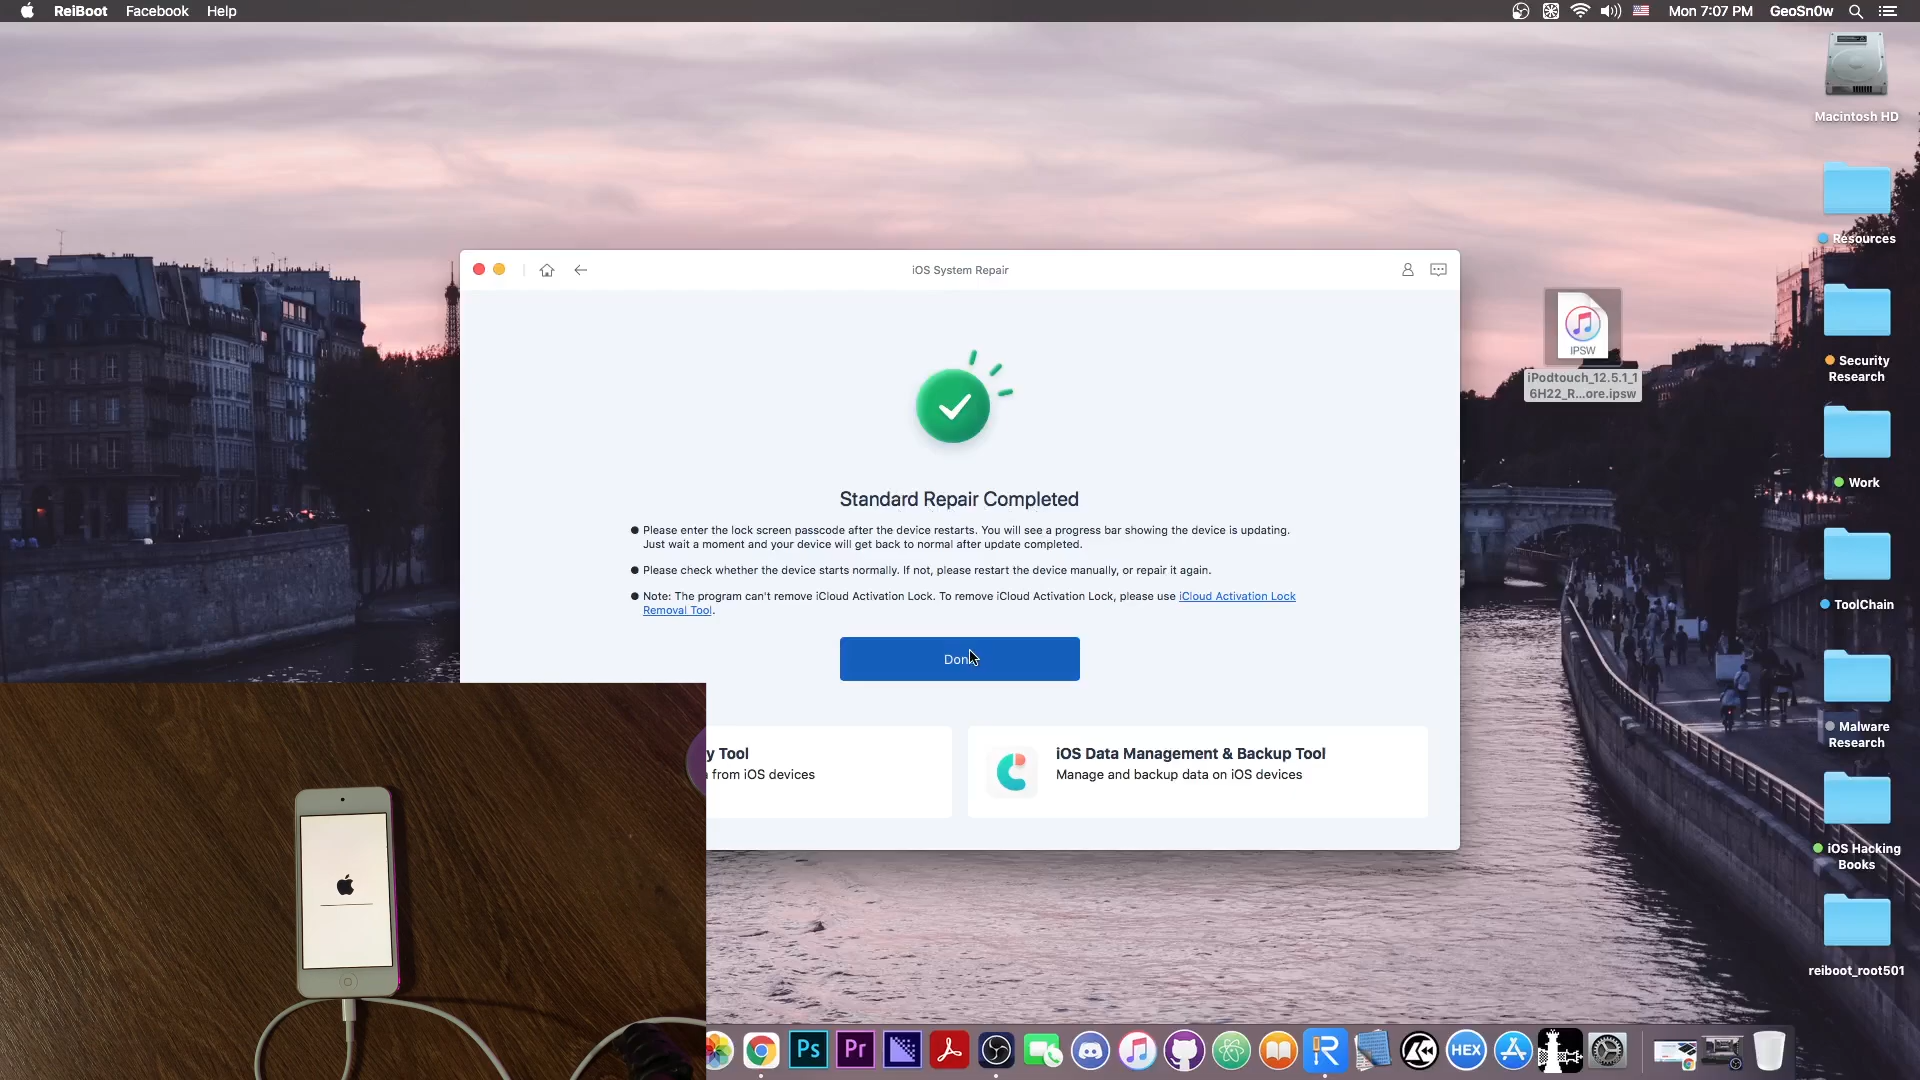 ReiBoot Facebook Help
Mon 7:07 PM GeoSn0w
Macintosh HD
Resources
Security
Research
Work
ToolChain
Malware
Research
iOS Hacking
Books
reiboot_root501
IPSW
iPodtouch_12.5.1_1
6H22_R...ore.ipsw
iOS System Repair
Standard Repair Completed
● Please enter the lock screen passcode after the device restarts. You will see a progress bar showing the device is updating.
Just wait a moment and your device will get back to normal after update completed.
● Please check whether the device starts normally. If not, please restart the device manually, or repair it again.
● Note: The program can't remove iCloud Activation Lock. To remove iCloud Activation Lock, please use iCloud Activation Lock
Removal Tool.
Done
y Tool
from iOS devices
iOS Data Management & Backup Tool
Manage and backup data on iOS devices
Ps Pr R HEX